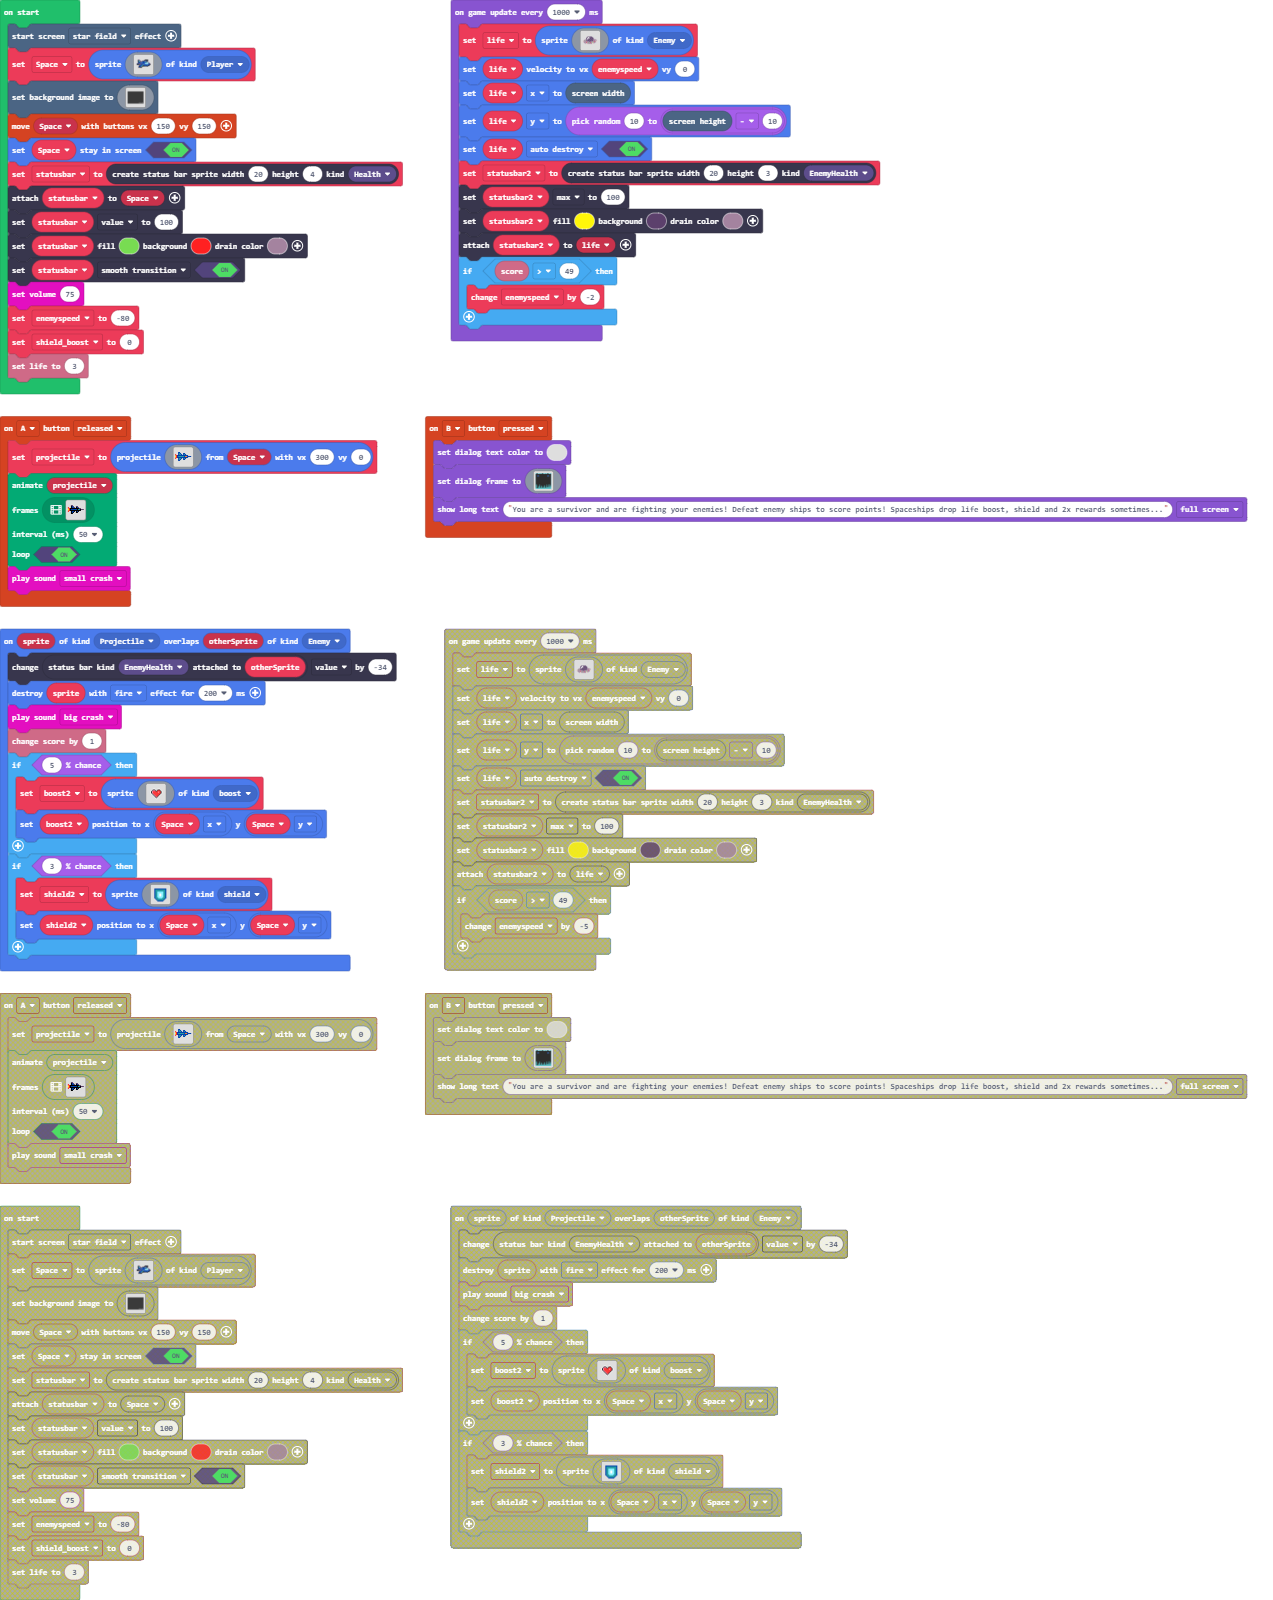 on start
start screen star field effect
set Space to sprite of kind Player
set background image to
move Space with buttons vx 150 vy 150
set Space stay in screen ON
set statusbar to create status bar sprite width 20 height 4 kind Health
attach statusbar to Space
set statusbar value to 100
set statusbar fill background drain color
set statusbar smooth transition ON
set volume 75
set enemyspeed to -80
set shield_boost to 0
set life to 3
on game update every 1000 ms
set life to sprite of kind Enemy
set life velocity to vx enemyspeed vy 0
set life x to screen width
set life y to pick random 10 to screen height - 10
set life auto destroy ON
set statusbar2 to create status bar sprite width 20 height 3 kind EnemyHealth
set statusbar2 max to 100
set statusbar2 fill background drain color
attach statusbar2 to life
if score > 49 then
change enemyspeed by -2
on A button released
set projectile to projectile from Space with vx 300 vy 0
animate projectile
frames
interval (ms) 50
loop ON
play sound small crash
on B button pressed
set dialog text color to
set dialog frame to
show long text "You are a survivor and are fighting your enemies! Defeat enemy ships to score points! Spaceships drop life boost, shield and 2x rewards sometimes..." full screen
on sprite of kind Projectile overlaps otherSprite of kind Enemy
change status bar kind EnemyHealth attached to otherSprite value by -34
destroy sprite with fire effect for 200 ms
play sound big crash
change score by 1
if 5 % chance then
set boost2 to sprite of kind boost
set boost2 position to x Space x y Space y
if 3 % chance then
set shield2 to sprite of kind shield
set shield2 position to x Space x y Space y
on game update every 1000 ms
set life to sprite of kind Enemy
set life velocity to vx enemyspeed vy 0
set life x to screen width
set life y to pick random 10 to screen height - 10
set life auto destroy ON
set statusbar2 to create status bar sprite width 20 height 3 kind EnemyHealth
set statusbar2 max to 100
set statusbar2 fill background drain color
attach statusbar2 to life
if score > 49 then
change enemyspeed by -5
on A button released
set projectile to projectile from Space with vx 300 vy 0
animate projectile
frames
interval (ms) 50
loop ON
play sound small crash
on B button pressed
set dialog text color to
set dialog frame to
show long text "You are a survivor and are fighting your enemies! Defeat enemy ships to score points! Spaceships drop life boost, shield and 2x rewards sometimes..." full screen
on start
start screen star field effect
set Space to sprite of kind Player
set background image to
move Space with buttons vx 150 vy 150
set Space stay in screen ON
set statusbar to create status bar sprite width 20 height 4 kind Health
attach statusbar to Space
set statusbar value to 100
set statusbar fill background drain color
set statusbar smooth transition ON
set volume 75
set enemyspeed to -80
set shield_boost to 0
set life to 3
on sprite of kind Projectile overlaps otherSprite of kind Enemy
change status bar kind EnemyHealth attached to otherSprite value by -34
destroy sprite with fire effect for 200 ms
play sound big crash
change score by 1
if 5 % chance then
set boost2 to sprite of kind boost
set boost2 position to x Space x y Space y
if 3 % chance then
set shield2 to sprite of kind shield
set shield2 position to x Space x y Space y